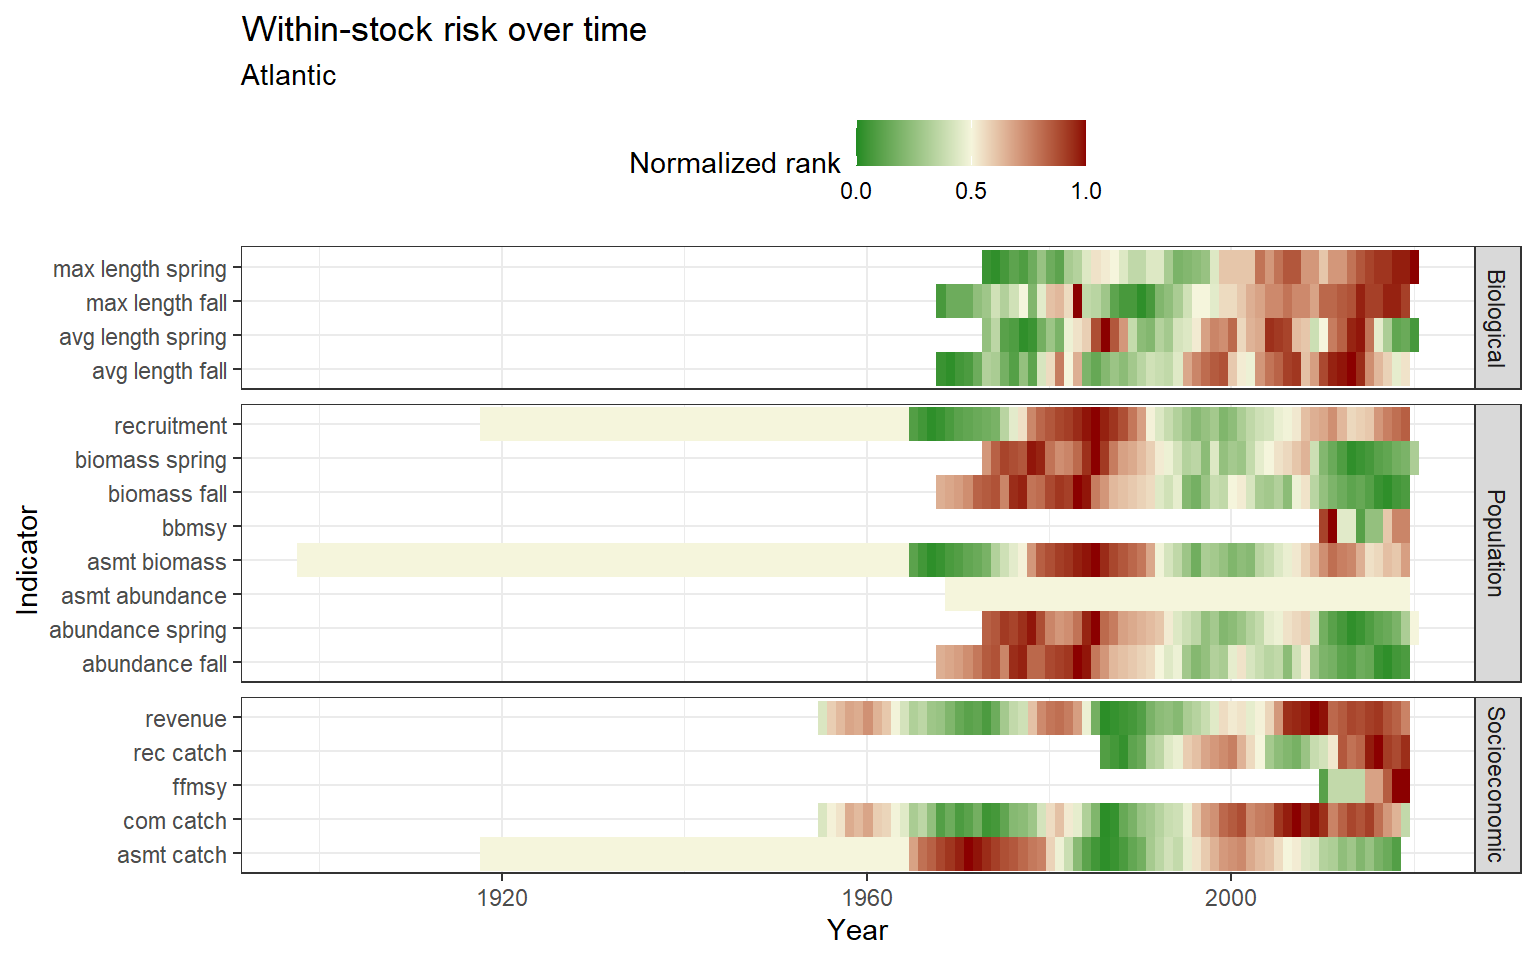 Within-stock risk over time
Atlantic
Normalized rank
0.0 0.5 1.0
max length spring
max length fall
avg length spring
avg length fall
Biological
recruitment
biomass spring
biomass fall
bbmsy
asmt biomass
asmt abundance
abundance spring
abundance fall
Population
revenue
rec catch
ffmsy
com catch
asmt catch
Socioeconomic
Indicator
1920 1960 2000
Year